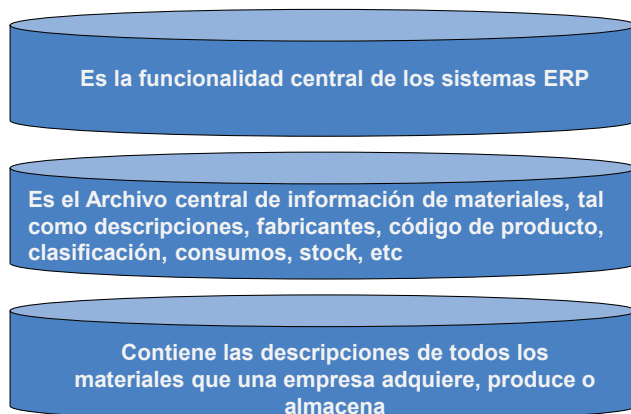 Es la funcionalidad central de los sistemas ERP
Es el Archivo central de información de materiales, tal
como descripciones, fabricantes, código de producto,
clasificación, consumos, stock, etc
Contiene las descripciones de todos los
materiales que una empresa adquiere, produce o
almacena